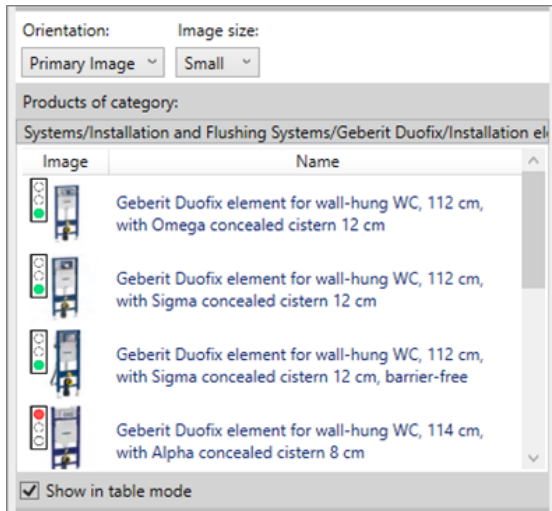 Orientation: Image size:
Primary Image Small
Products of category:
Systems/Installation and Flushing Systems/Geberit Duofix/Installation el
Image Name
Geberit Duofix element for wall-hung WC, 112 cm,
with Omega concealed cistern 12 cm
Geberit Duofix element for wall-hung WC, 112 cm,
with Sigma concealed cistern 12 cm
Geberit Duofix element for wall-hung WC, 112 cm,
with Sigma concealed cistern 12 cm, barrier-free
Geberit Duofix element for wall-hung WC, 114 cm,
with Alpha concealed cistern 8 cm
Show in table mode